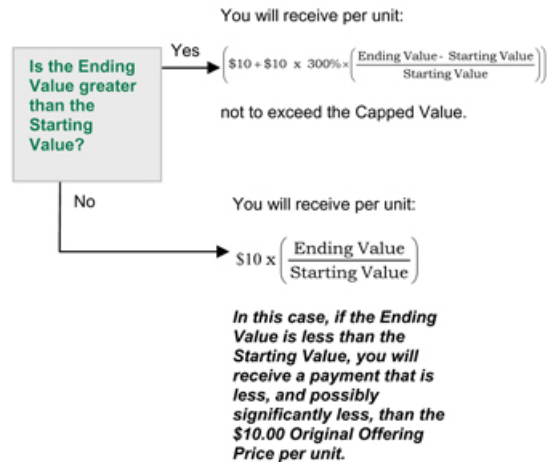 You will receive per unit:
Is the Ending
Value greater
than the
Starting
Value?
Yes
($10 + $10 x 300% × (Ending Value - Starting Value / Starting Value))
not to exceed the Capped Value.
No
You will receive per unit:
$10 x (Ending Value / Starting Value)
In this case, if the Ending
Value is less than the
Starting Value, you will
receive a payment that is
less, and possibly
significantly less, than the
$10.00 Original Offering
Price per unit.